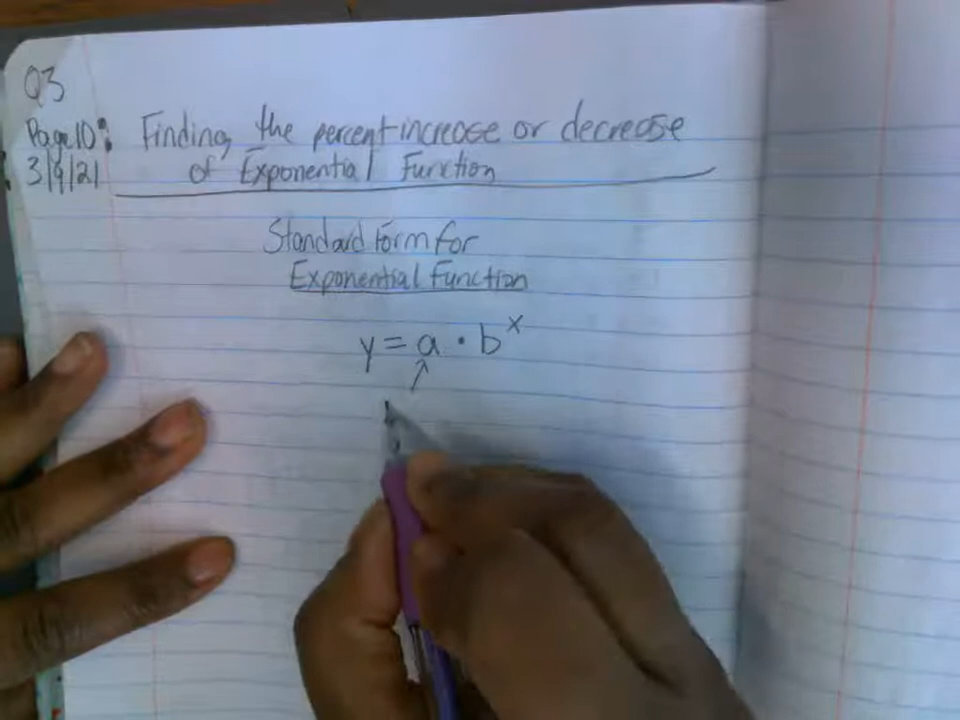 Q3
Page 10: Finding the percent increase or decrease
3/9/21 of Exponential Function
Standard Form for
Exponential Function
y = a · b^x